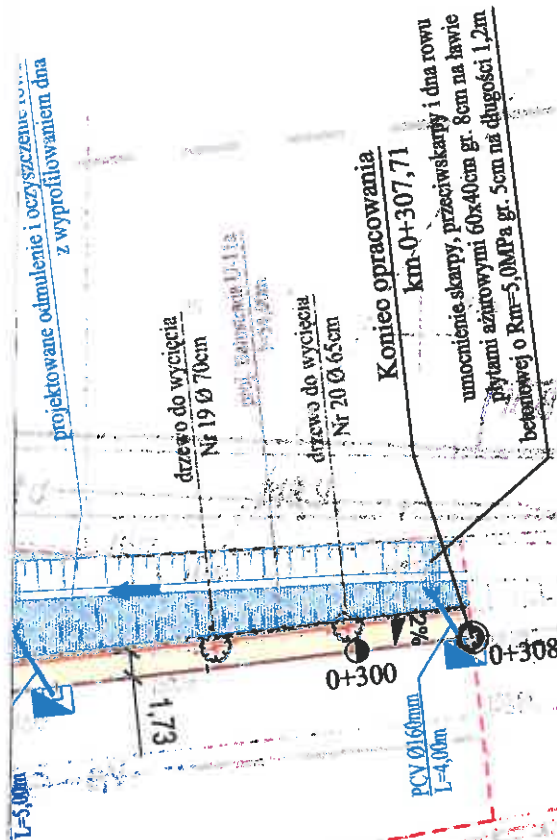 projektowane odmulenie i oczyszczenie
z wyprofilowaniem dna
drzewo do wycięcia
Nr 19 Ø 70cm
drzewo do wycięcia
Nr 20 Ø 65cm
Koniec opracowania
km 0+307,71
umocnienie skarpy, przeciwskarpy i dna rowu
płytami ażurowymi 60x40cm gr. 8cm na ławie
betonowej o Rm=5,0MPa gr. 5cm na długości 1,2m
2%
0+300
0+308
1,73
PCV Ø160mm
L=4,00m
L=5,00m